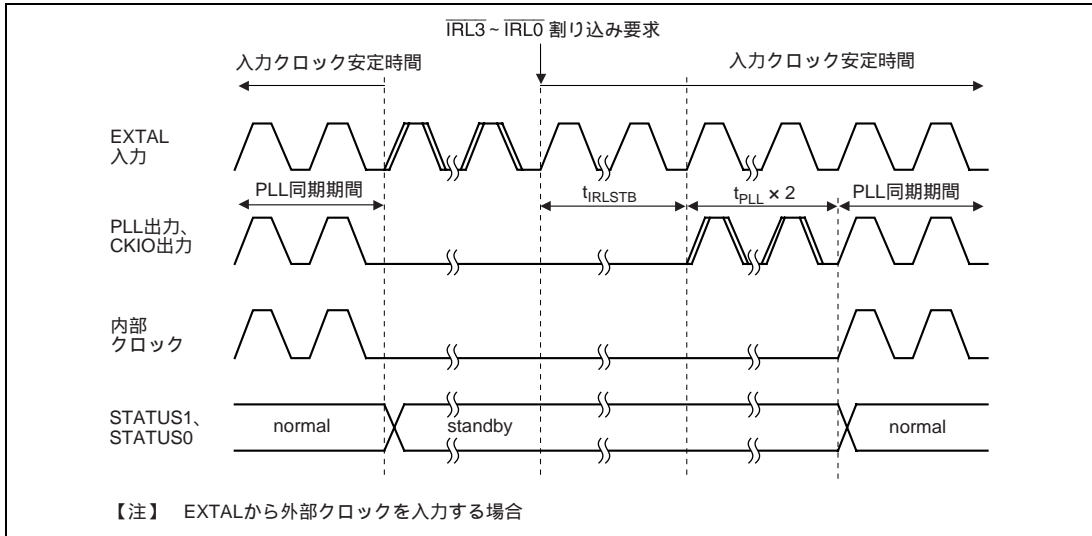 IRL3 ~ IRL0 割り込み要求
入力クロック安定時間
入力クロック安定時間
EXTAL
入力
PLL同期期間
tIRLSTB
tPLL × 2
PLL同期期間
PLL出力、
CKIO出力
内部
クロック
STATUS1、
STATUS0
normal
standby
normal
【注】 EXTALから外部クロックを入力する場合